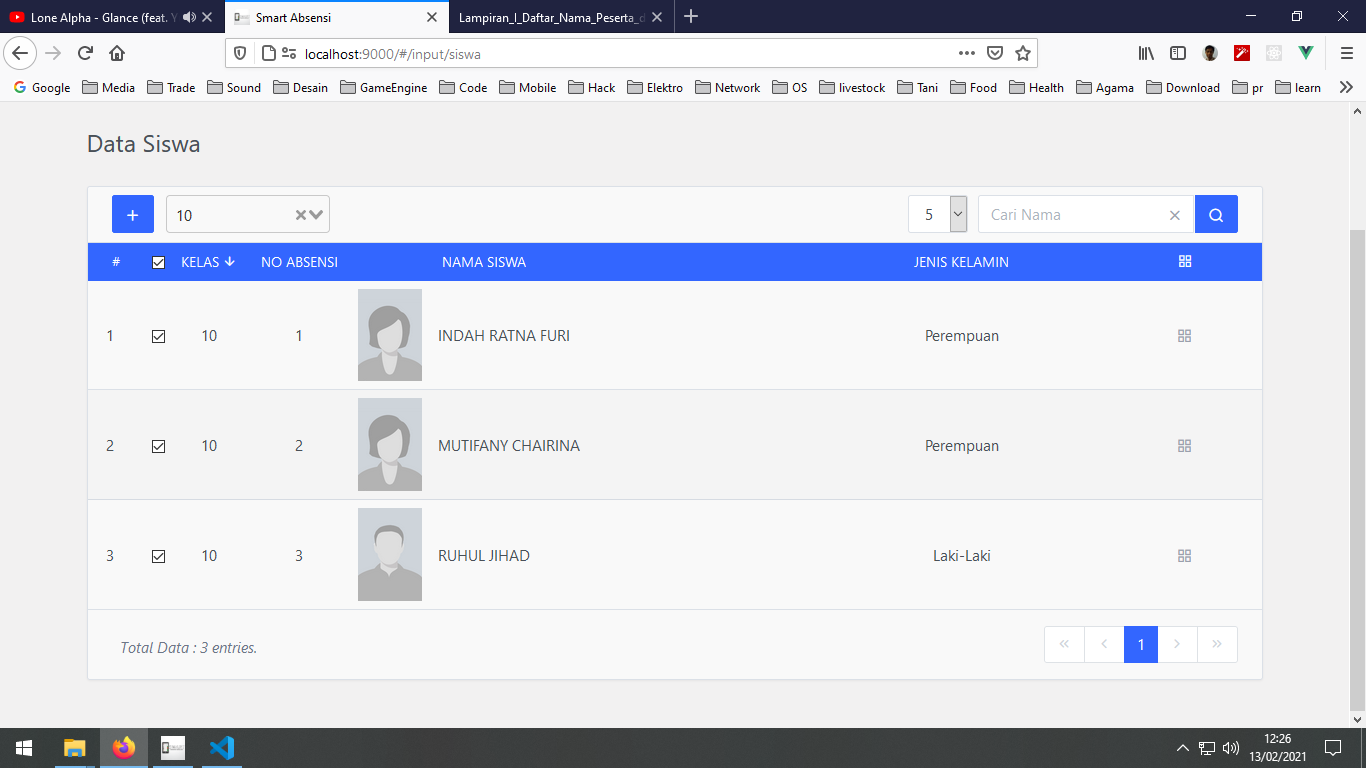 Lone Alpha - Glance (feat. Y
Smart Absensi
Lampiran_I_Daftar_Nama_Peserta_d
localhost:9000/#/input/siswa
Google Media Trade Sound Desain GameEngine Code Mobile Hack Elektro Network OS livestock Tani Food Health Agama Download pr learn
Data Siswa
+ 10 5 Cari Nama
# KELAS NO ABSENSI NAMA SISWA JENIS KELAMIN
1 10 1 INDAH RATNA FURI Perempuan
2 10 2 MUTIFANY CHAIRINA Perempuan
3 10 3 RUHUL JIHAD Laki-Laki
Total Data : 3 entries. « ‹ 1 › »
12:26
13/02/2021